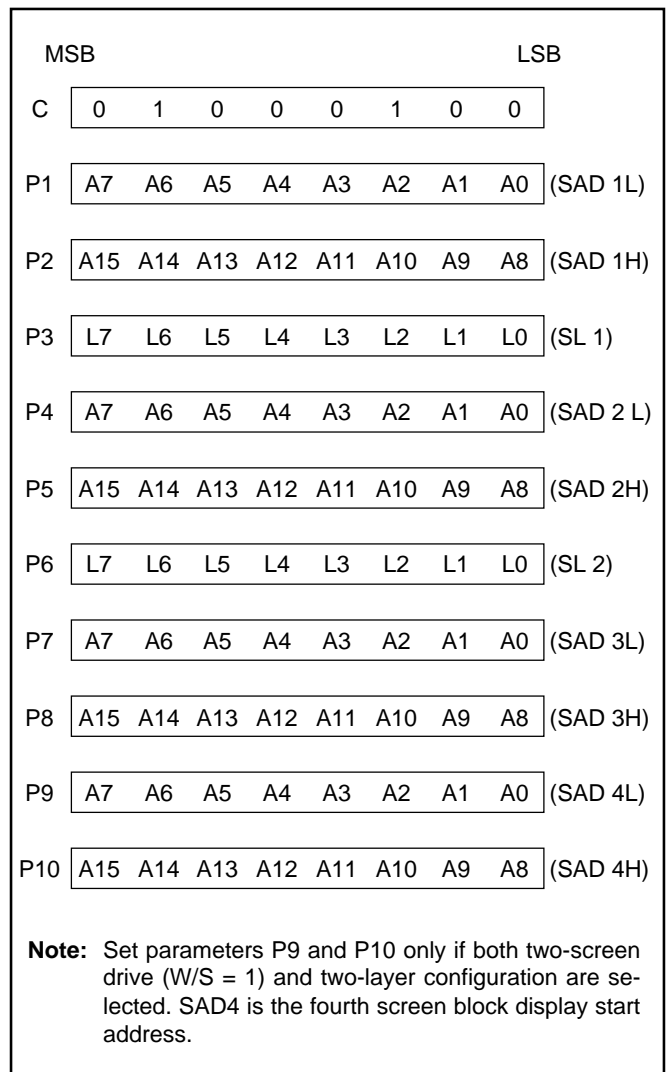 MSB LSB
C 0 1 0 0 0 1 0 0
P1 A7 A6 A5 A4 A3 A2 A1 A0 (SAD 1L)
P2 A15 A14 A13 A12 A11 A10 A9 A8 (SAD 1H)
P3 L7 L6 L5 L4 L3 L2 L1 L0 (SL 1)
P4 A7 A6 A5 A4 A3 A2 A1 A0 (SAD 2 L)
P5 A15 A14 A13 A12 A11 A10 A9 A8 (SAD 2H)
P6 L7 L6 L5 L4 L3 L2 L1 L0 (SL 2)
P7 A7 A6 A5 A4 A3 A2 A1 A0 (SAD 3L)
P8 A15 A14 A13 A12 A11 A10 A9 A8 (SAD 3H)
P9 A7 A6 A5 A4 A3 A2 A1 A0 (SAD 4L)
P10 A15 A14 A13 A12 A11 A10 A9 A8 (SAD 4H)
Note: Set parameters P9 and P10 only if both two-screen
drive (W/S = 1) and two-layer configuration are se-
lected. SAD4 is the fourth screen block display start
address.